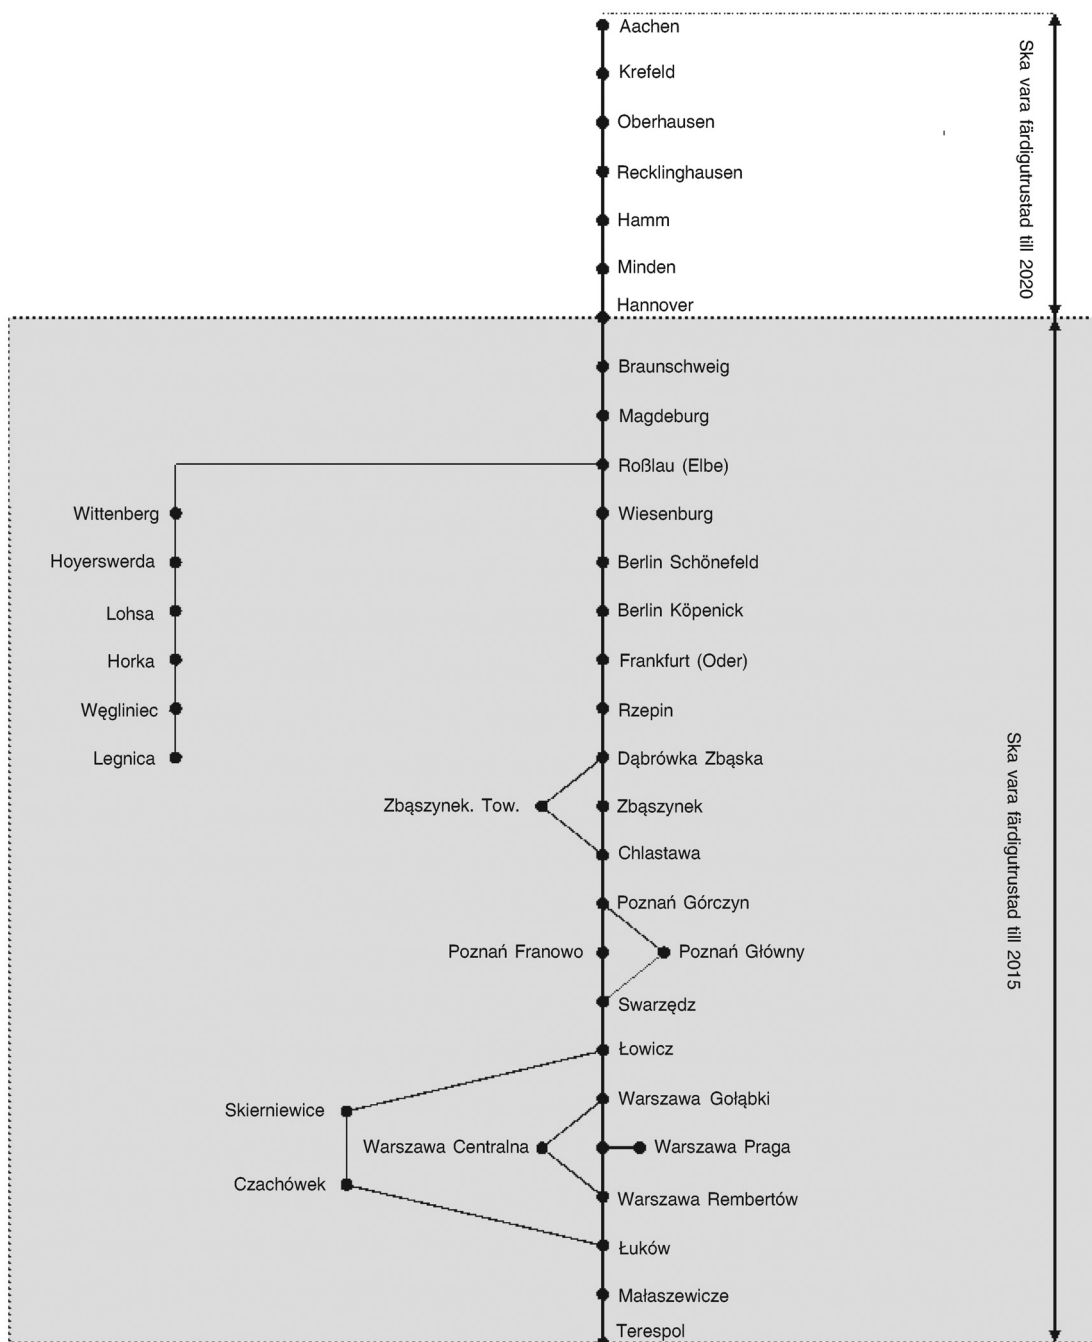 Aachen
Krefeld
Oberhausen
Recklinghausen
Hamm
Minden
Hannover
Ska vara färdigutrustad till 2020
Braunschweig
Magdeburg
Roßlau (Elbe)
Wittenberg
Wiesenburg
Hoyerswerda
Berlin Schönefeld
Lohsa
Berlin Köpenick
Horka
Frankfurt (Oder)
Węgliniec
Rzepin
Legnica
Dąbrówka Zbąska
Zbąszynek. Tow.
Zbąszynek
Chlastawa
Poznań Górczyn
Poznań Franowo
Poznań Główny
Swarzędz
Łowicz
Warszawa Gołąbki
Skierniewice
Warszawa Centralna
Warszawa Praga
Czachówek
Warszawa Rembertów
Łuków
Małaszewicze
Terespol
Ska vara färdigutrustad till 2015